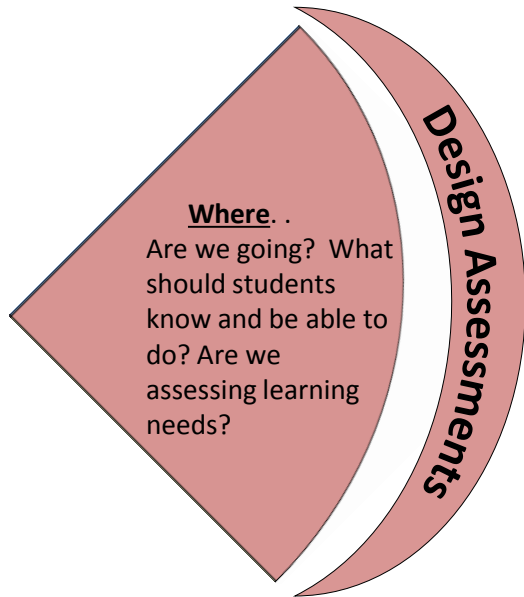 Where. .
Are we going?  What
should students
know and be able to
do? Are we
assessing learning
needs?
Design Assessments